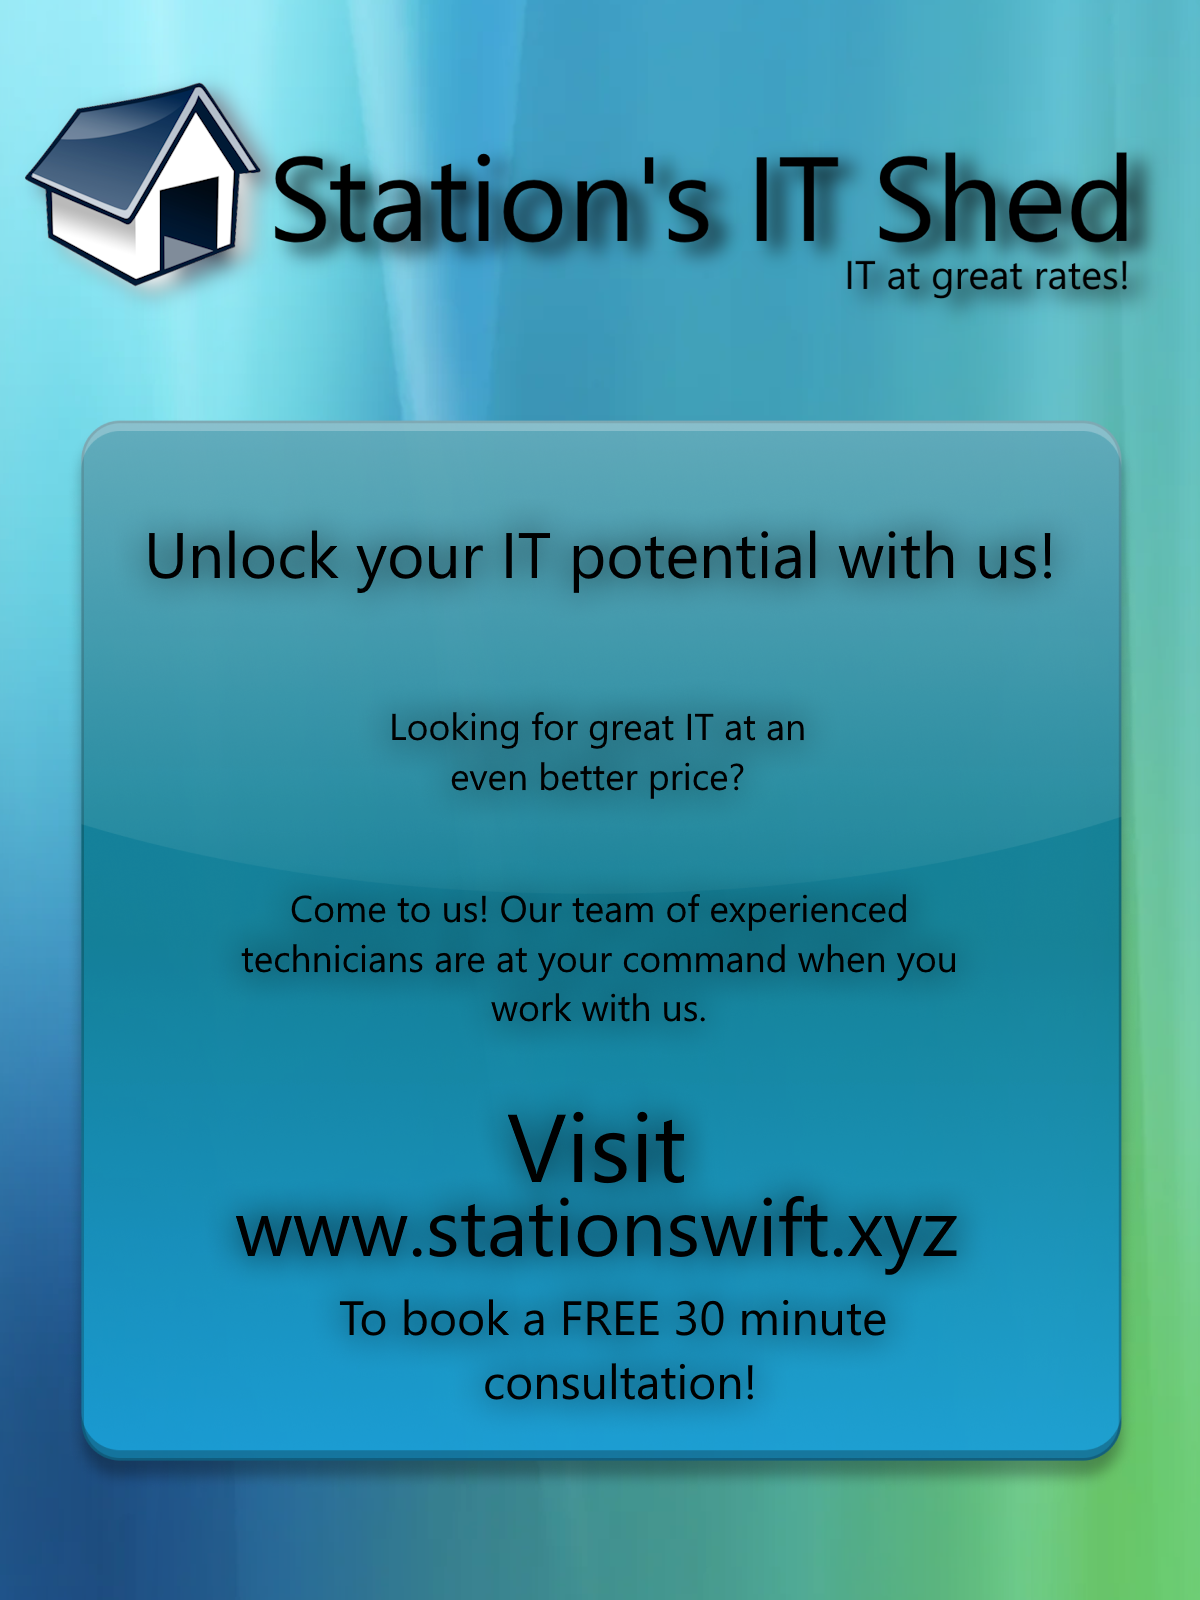 Station's IT Shed
IT at great rates!
Unlock your IT potential with us!
Looking for great IT at an
even better price?
Come to us! Our team of experienced
technicians are at your command when you
work with us.
Visit
www.stationswift.xyz
To book a FREE 30 minute
consultation!